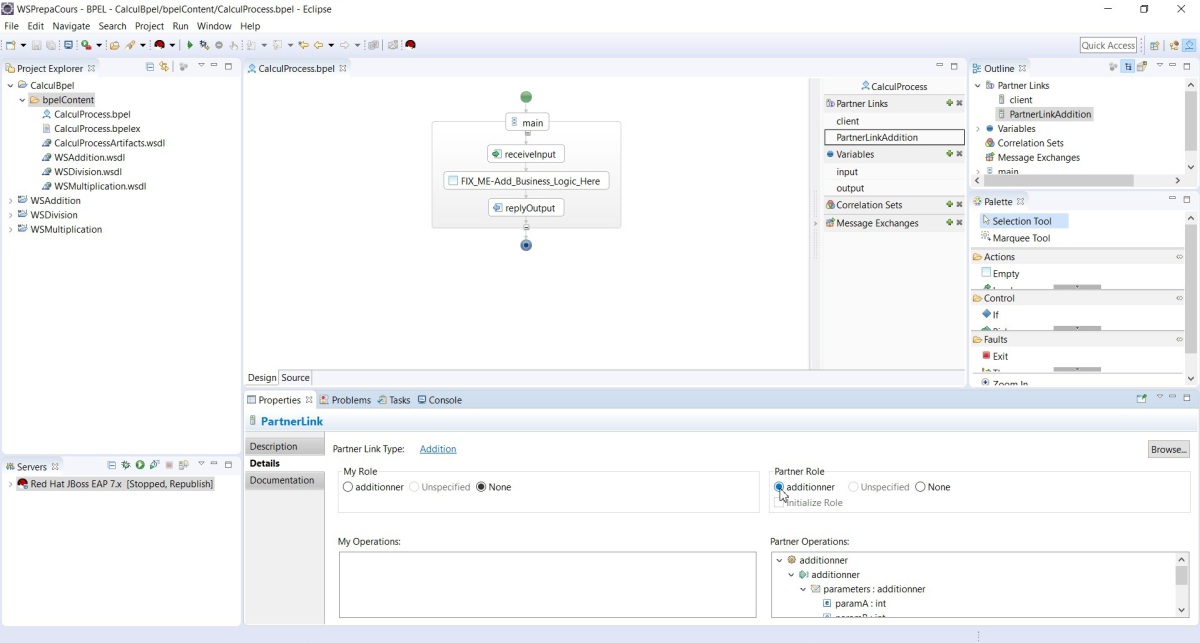 WSPrepaCours - BPEL - CalculBpel/bpelContent/CalculProcess.bpel - Eclipse
File Edit Navigate Search Project Run Window Help
Quick Access
Project Explorer
CalculBpel
bpelContent
CalculProcess.bpel
CalculProcess.bpelex
CalculProcessArtifacts.wsdl
WSAddition.wsdl
WSDivision.wsdl
WSMultiplication.wsdl
WSAddition
WSDivision
WSMultiplication
Servers
Red Hat JBoss EAP 7.x [Stopped, Republish]
CalculProcess.bpel
main
receiveInput
FIX_ME-Add_Business_Logic_Here
replyOutput
CalculProcess
Partner Links
client
PartnerLinkAddition
Variables
input
output
Correlation Sets
Message Exchanges
Design Source
Outline
Partner Links
client
PartnerLinkAddition
Variables
Correlation Sets
Message Exchanges
main
Palette
Selection Tool
Marquee Tool
Actions
Empty
Control
If
Faults
Exit
Zoom In
Properties Problems Tasks Console
PartnerLink
Description
Details
Documentation
Partner Link Type: Addition
Browse...
My Role
additionner Unspecified None
Partner Role
additionner Unspecified None
Initialize Role
My Operations:
Partner Operations:
additionner
additionner
parameters : additionner
paramA : int
paramB : int